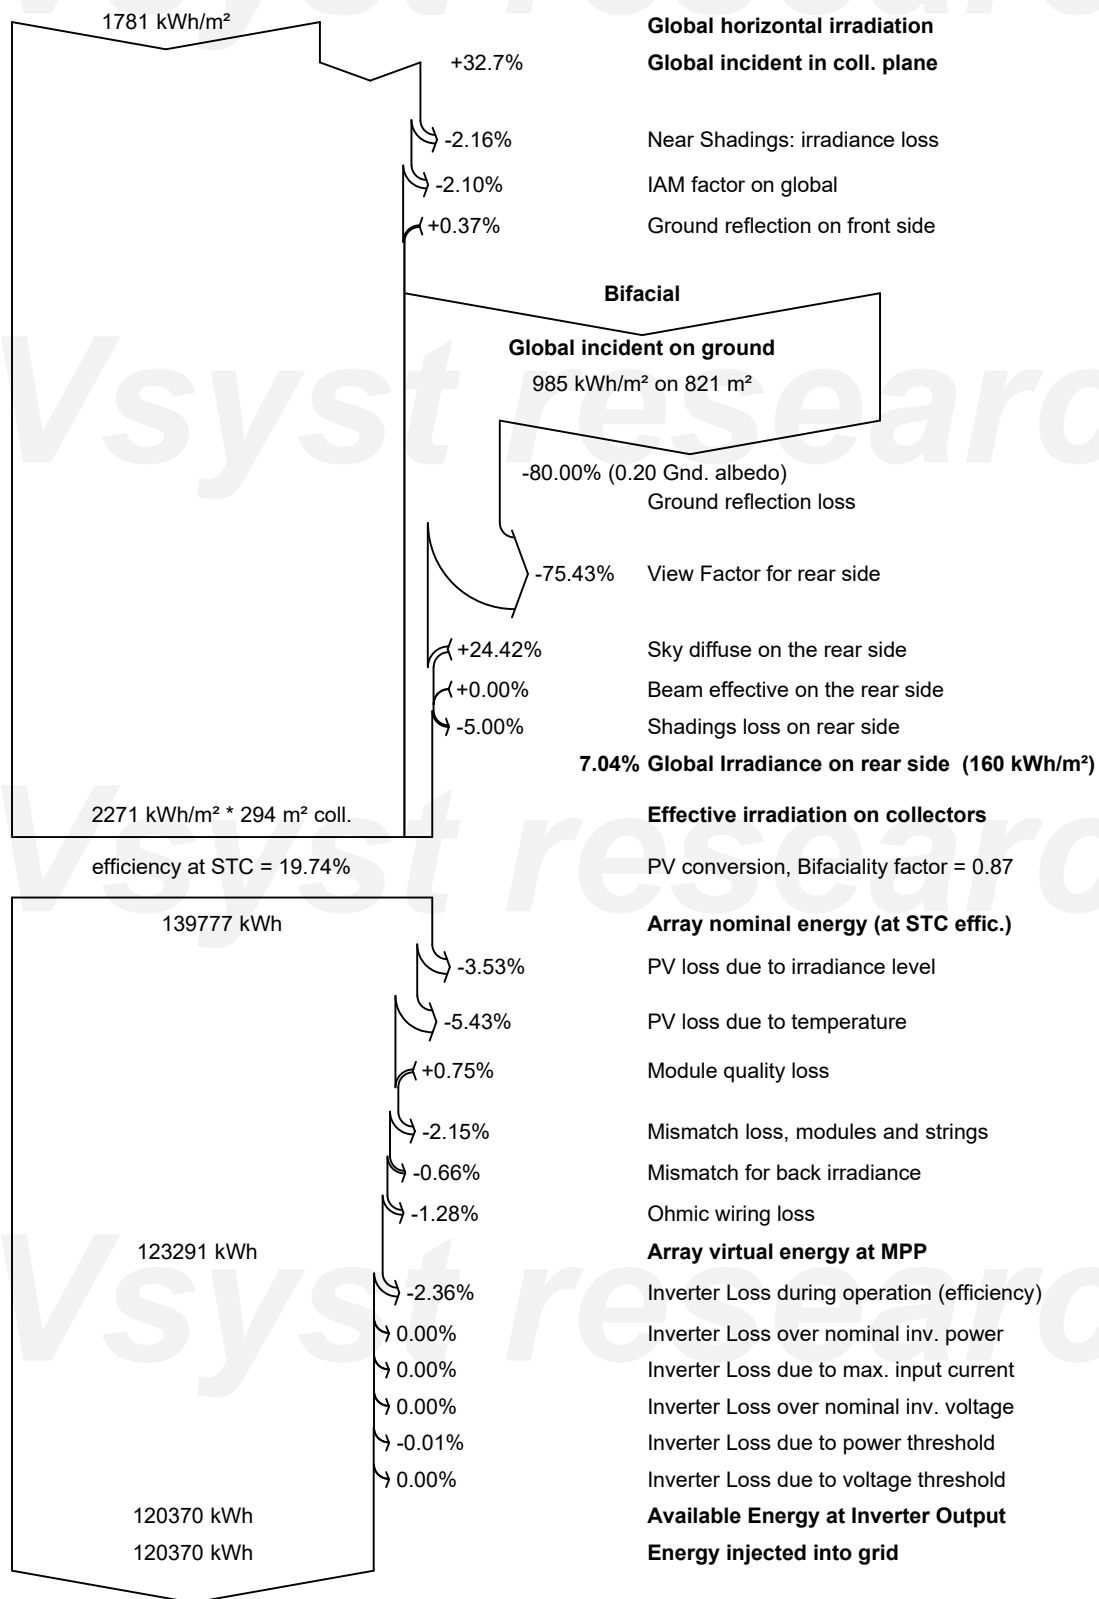 1781 kWh/m² Global horizontal irradiation
+32.7% Global incident in coll. plane
-2.16% Near Shadings: irradiance loss
-2.10% IAM factor on global
+0.37% Ground reflection on front side
Bifacial
Global incident on ground
985 kWh/m² on 821 m²
Vsyst researc
-80.00% (0.20 Gnd. albedo)
Ground reflection loss
-75.43% View Factor for rear side
+24.42% Sky diffuse on the rear side
+0.00% Beam effective on the rear side
-5.00% Shadings loss on rear side
7.04% Global Irradiance on rear side (160 kWh/m²)
2271 kWh/m² * 294 m² coll. Effective irradiation on collectors
Vsyst researc
efficiency at STC = 19.74% PV conversion, Bifaciality factor = 0.87
139777 kWh Array nominal energy (at STC effic.)
-3.53% PV loss due to irradiance level
-5.43% PV loss due to temperature
+0.75% Module quality loss
-2.15% Mismatch loss, modules and strings
-0.66% Mismatch for back irradiance
-1.28% Ohmic wiring loss
123291 kWh Array virtual energy at MPP
Vsyst researc
-2.36% Inverter Loss during operation (efficiency)
0.00% Inverter Loss over nominal inv. power
0.00% Inverter Loss due to max. input current
0.00% Inverter Loss over nominal inv. voltage
-0.01% Inverter Loss due to power threshold
0.00% Inverter Loss due to voltage threshold
120370 kWh Available Energy at Inverter Output
120370 kWh Energy injected into grid